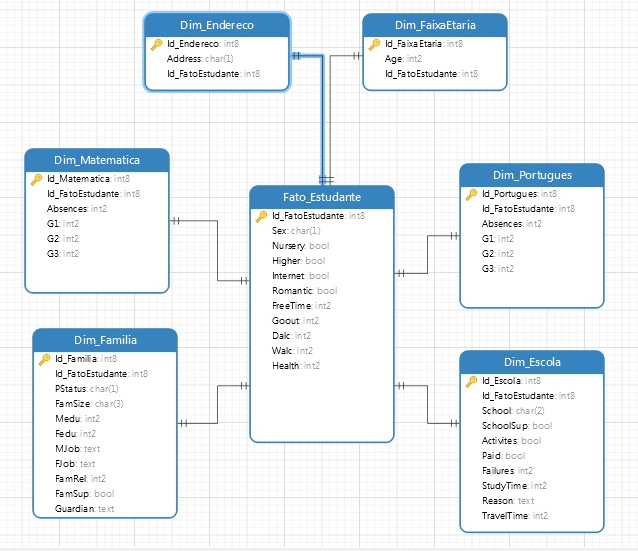 Dim_Endereco
Id_Endereco: int8
Address: char(1)
Id_FatoEstudante: int8
Dim_FaixaEtaria
Id_FaixaEtaria: int8
Age: int2
Id_FatoEstudante: int8
Dim_Matematica
Id_Matematica: int8
Id_FatoEstudante: int8
Absences: int2
G1: int2
G2: int2
G3: int2
Dim_Portugues
Id_Portugues: int8
Id_FatoEstudante: int8
Absences: int2
G1: int2
G2: int2
G3: int2
Fato_Estudante
Id_FatoEstudante: int8
Sex: char(1)
Nursery: bool
Higher: bool
Internet: bool
Romantic: bool
FreeTime: int2
Goout: int2
Dalc: int2
Walc: int2
Health: int2
Dim_Familia
Id_Familia: int8
Id_FatoEstudante: int8
PStatus: char(1)
FamSize: char(3)
Medu: int2
Fedu: int2
MJob: text
FJob: text
FamRel: int2
FamSup: bool
Guardian: text
Dim_Escola
Id_Escola: int8
Id_FatoEstudante: int8
School: char(2)
SchoolSup: bool
Activites: bool
Paid: bool
Failures: int2
StudyTime: int2
Reason: text
TravelTime: int2